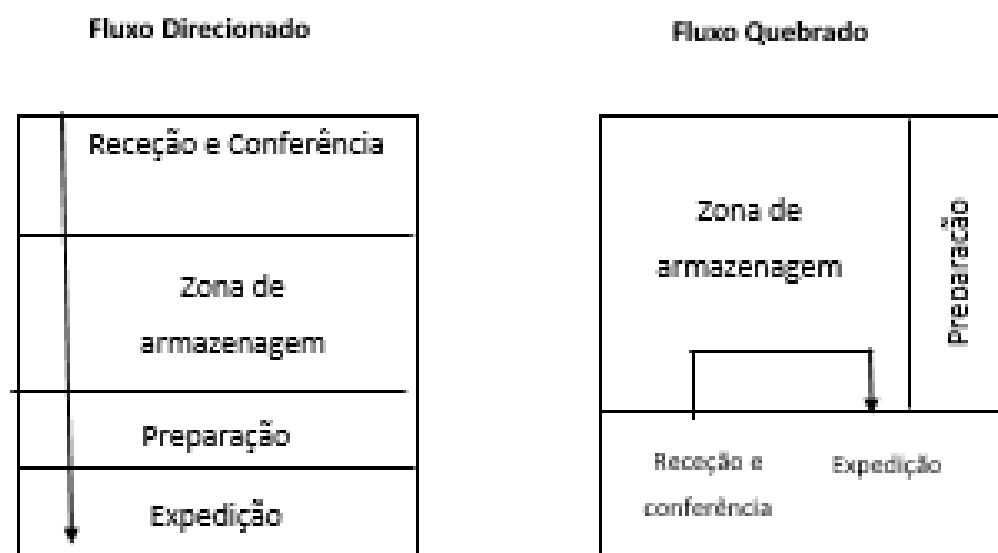 Fluxo Direcionado
Receção e Conferência
Zona de
armazenagem
Preparação
Expedição
Fluxo Quebrado
Zona de
armazenagem
Preparação
Receção e
conferência
Expedição